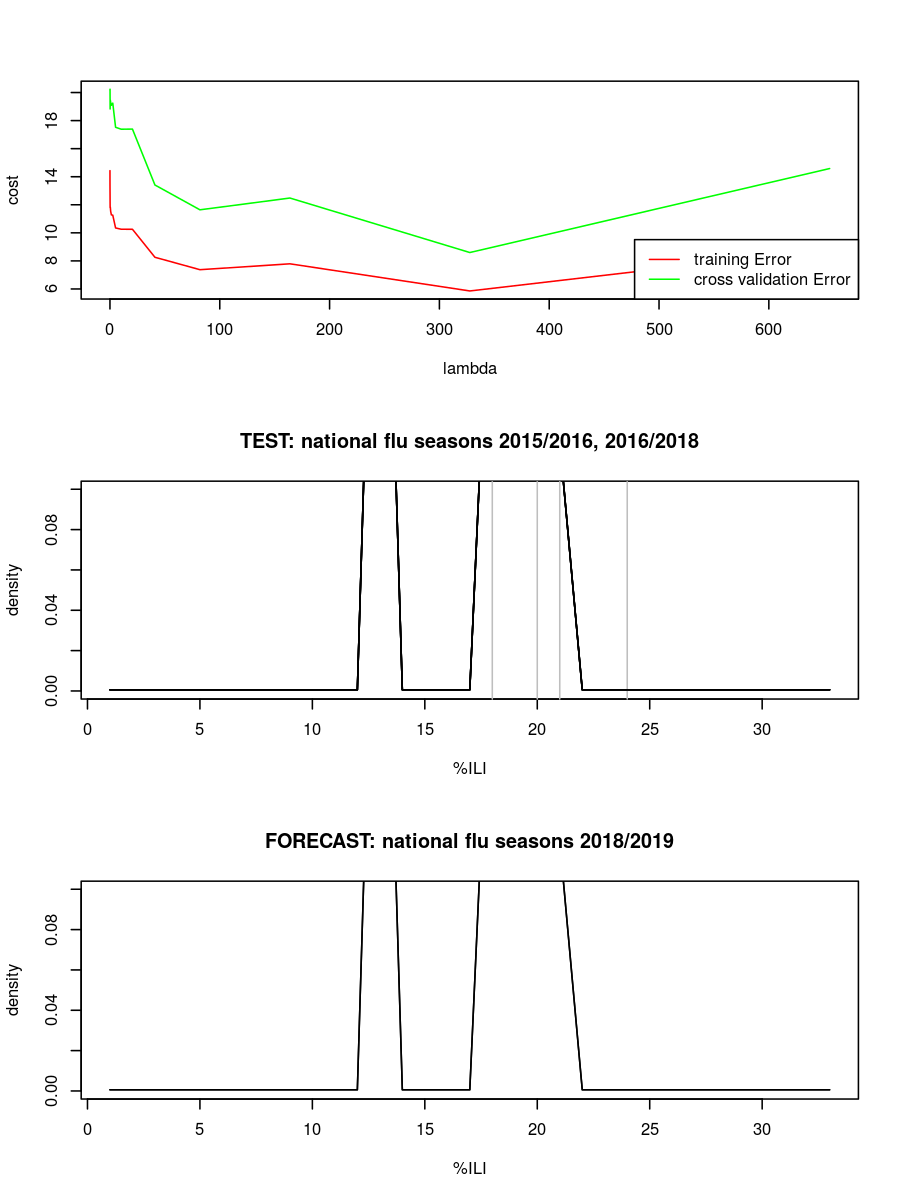 cost
18
14
10
8
6
training Error
cross validation Error
0 100 200 300 400 500 600
lambda
TEST: national flu seasons 2015/2016, 2016/2018
density
0.08
0.04
0.00
0 5 10 15 20 25 30
%ILI
FORECAST: national flu seasons 2018/2019
density
0.08
0.04
0.00
0 5 10 15 20 25 30
%ILI